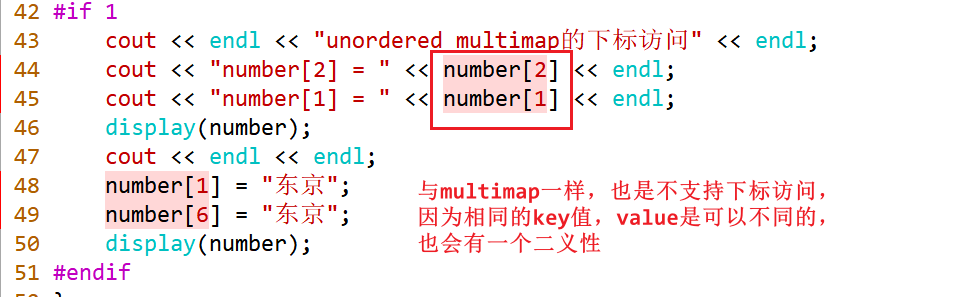 42 #if 1
43     cout << endl << "unordered_multimap的下标访问" << endl;
44     cout << "number[2] = " << number[2] << endl;
45     cout << "number[1] = " << number[1] << endl;
46     display(number);
47     cout << endl << endl;
48     number[1] = "东京";
49     number[6] = "东京";
50     display(number);
51 #endif
与multimap一样，也是不支持下标访问，
因为相同的key值，value是可以不同的，
也会有一个二义性